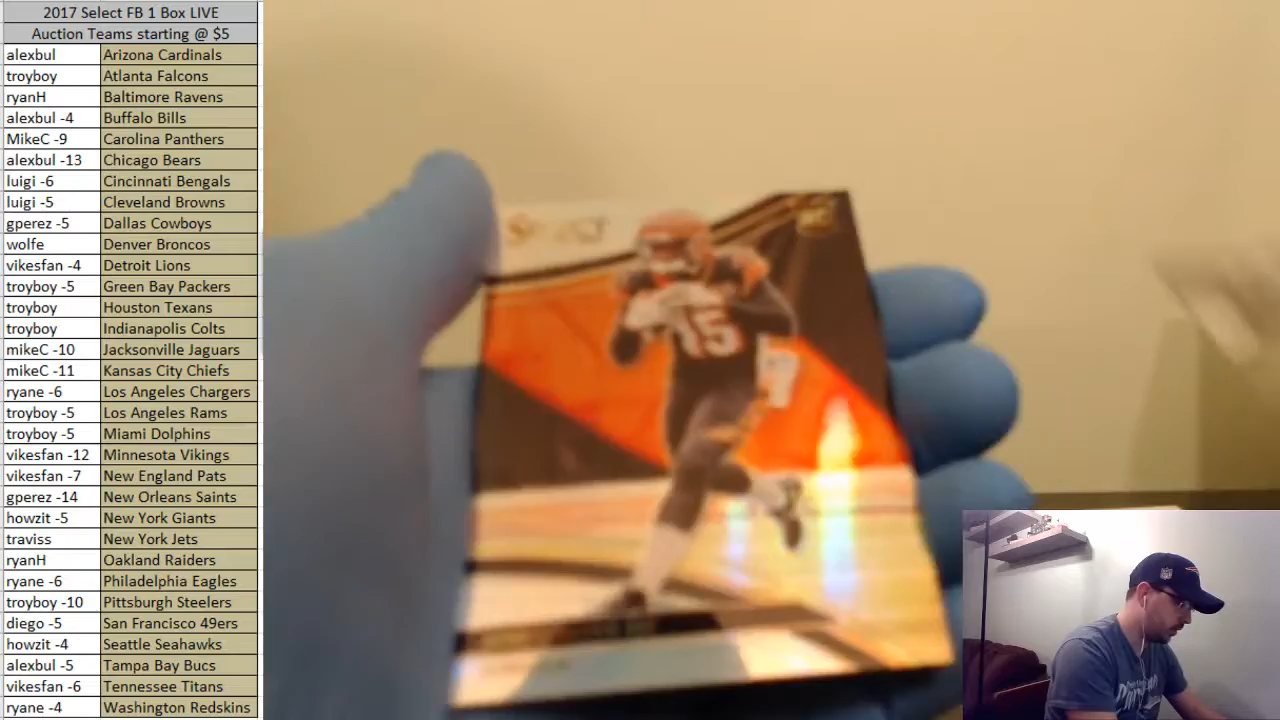 2017 Select FB 1 Box LIVE
Auction Teams starting @ $5
alexbul Arizona Cardinals
troyboy Atlanta Falcons
ryanH Baltimore Ravens
alexbul -4 Buffalo Bills
MikeC -9 Carolina Panthers
alexbul -13 Chicago Bears
luigi -6 Cincinnati Bengals
luigi -5 Cleveland Browns
gperez -5 Dallas Cowboys
wolfe Denver Broncos
vikesfan -4 Detroit Lions
troyboy -5 Green Bay Packers
troyboy Houston Texans
troyboy Indianapolis Colts
mikeC -10 Jacksonville Jaguars
mikeC -11 Kansas City Chiefs
ryane -6 Los Angeles Chargers
troyboy -5 Los Angeles Rams
troyboy -5 Miami Dolphins
vikesfan -12 Minnesota Vikings
vikesfan -7 New England Pats
gperez -14 New Orleans Saints
howzit -5 New York Giants
traviss New York Jets
ryanH Oakland Raiders
ryane -6 Philadelphia Eagles
troyboy -10 Pittsburgh Steelers
diego -5 San Francisco 49ers
howzit -4 Seattle Seahawks
alexbul -5 Tampa Bay Bucs
vikesfan -6 Tennessee Titans
ryane -4 Washington Redskins
15
NFL